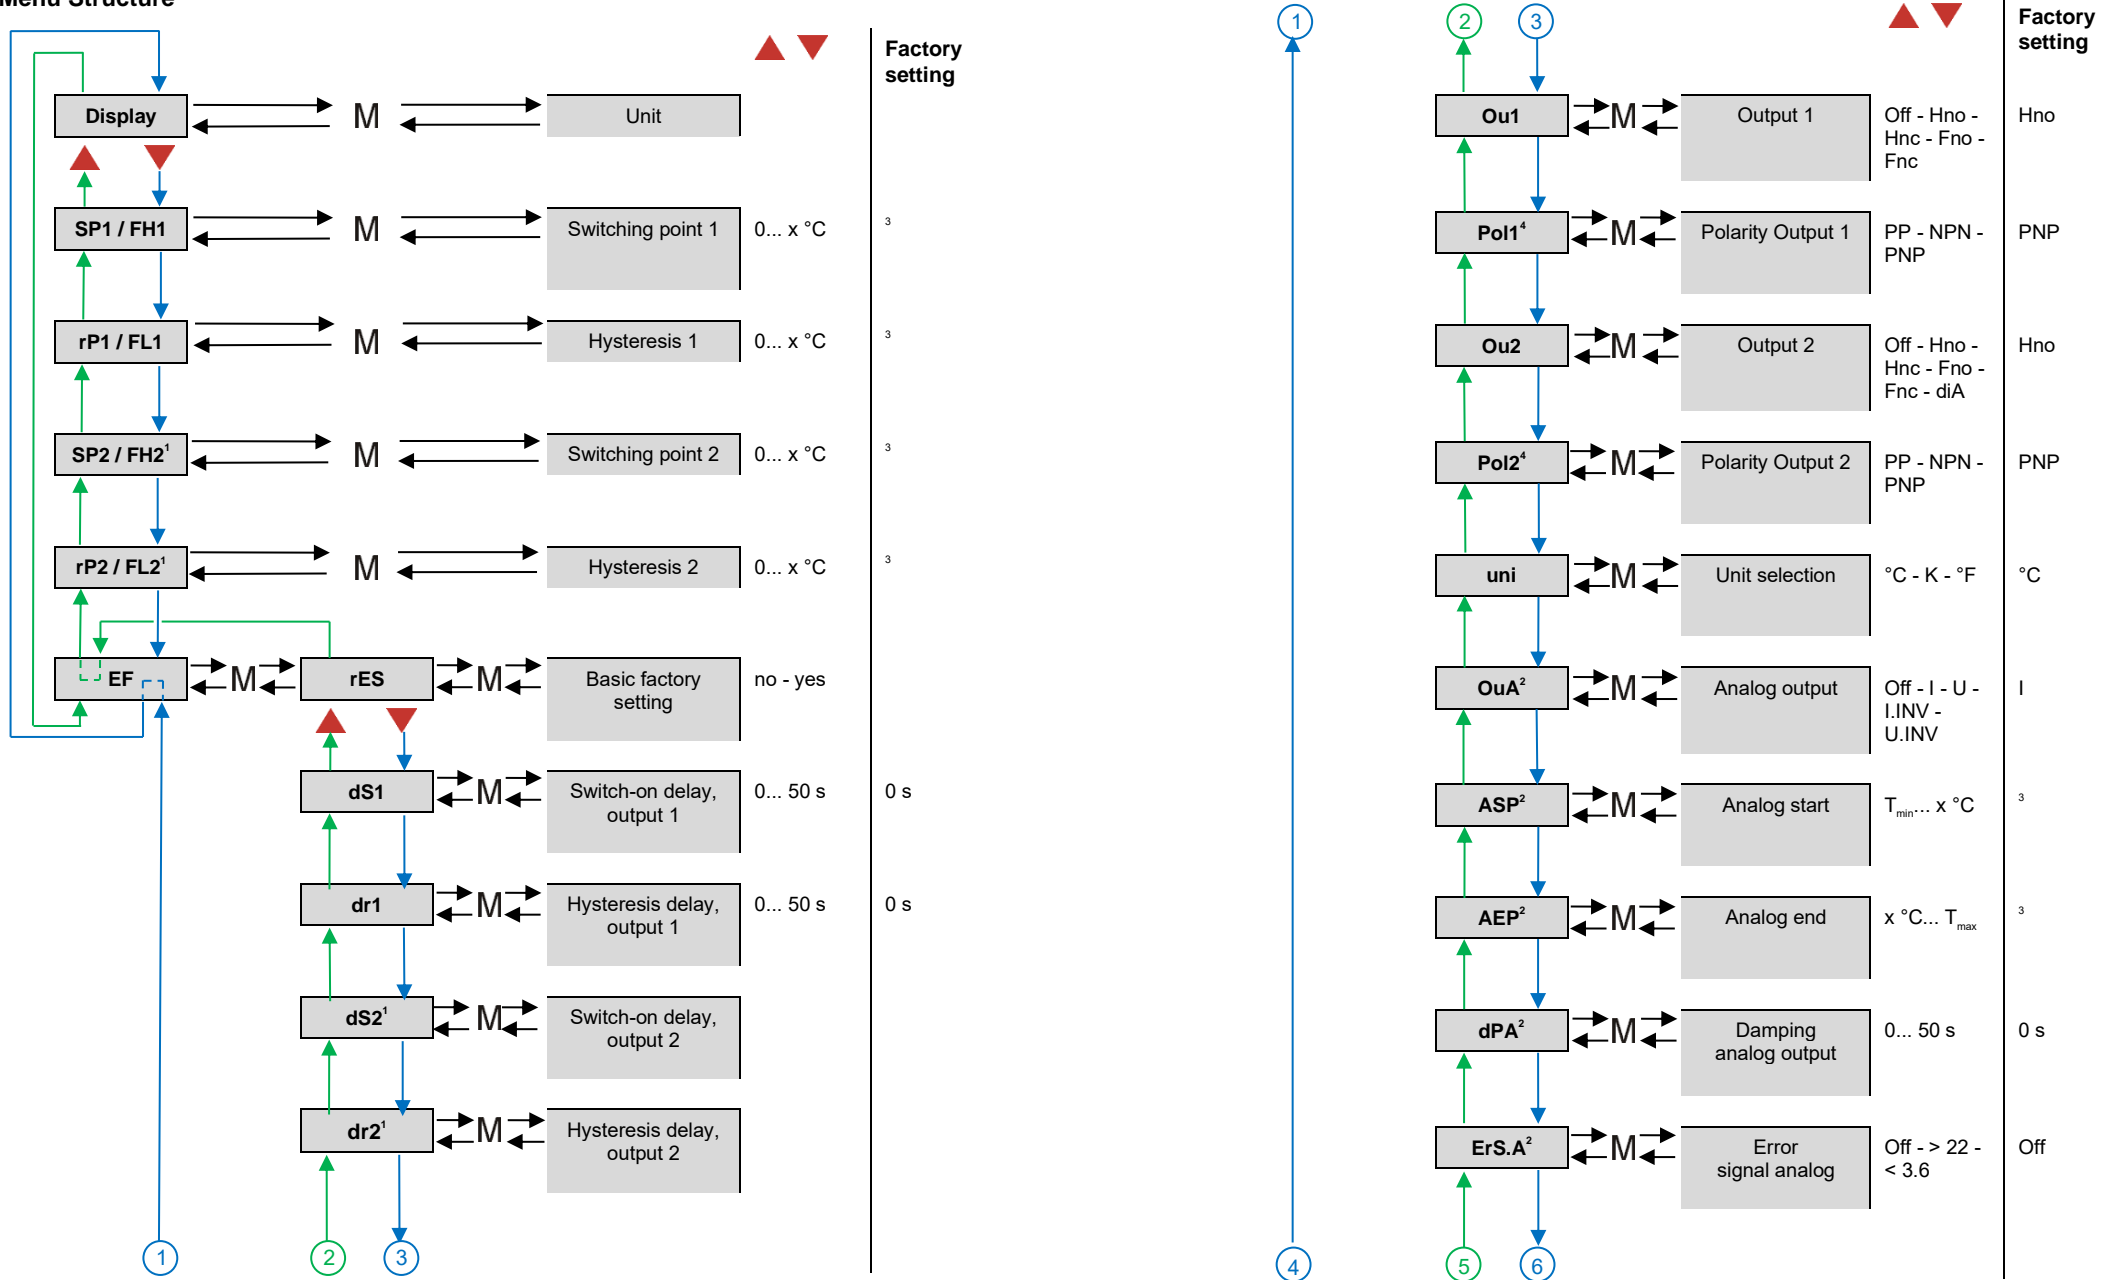 Menu Structure
Factory
setting
Display
M
Unit
SP1 / FH1
M
Switching point 1
0... x °C
3
rP1 / FL1
M
Hysteresis 1
0... x °C
3
SP2 / FH2¹
M
Switching point 2
0... x °C
3
rP2 / FL2¹
M
Hysteresis 2
0... x °C
3
EF
M
rES
M
Basic factory
setting
no - yes
dS1
M
Switch-on delay,
output 1
0... 50 s
0 s
dr1
M
Hysteresis delay,
output 1
0... 50 s
0 s
dS2¹
M
Switch-on delay,
output 2
dr2¹
M
Hysteresis delay,
output 2
1
2
3
1
2
3
Factory
setting
Ou1
M
Output 1
Off - Hno -
Hnc - Fno -
Fnc
Hno
Pol1⁴
M
Polarity Output 1
PP - NPN -
PNP
PNP
Ou2
M
Output 2
Off - Hno -
Hnc - Fno -
Fnc - diA
Hno
Pol2⁴
M
Polarity Output 2
PP - NPN -
PNP
PNP
uni
M
Unit selection
°C - K - °F
°C
OuA²
M
Analog output
Off - I - U -
I.INV -
U.INV
I
ASP²
M
Analog start
Tmin... x °C
3
AEP²
M
Analog end
x °C... Tmax
3
dPA²
M
Damping
analog output
0... 50 s
0 s
ErS.A²
M
Error
signal analog
Off - > 22 -
< 3.6
Off
4
5
6